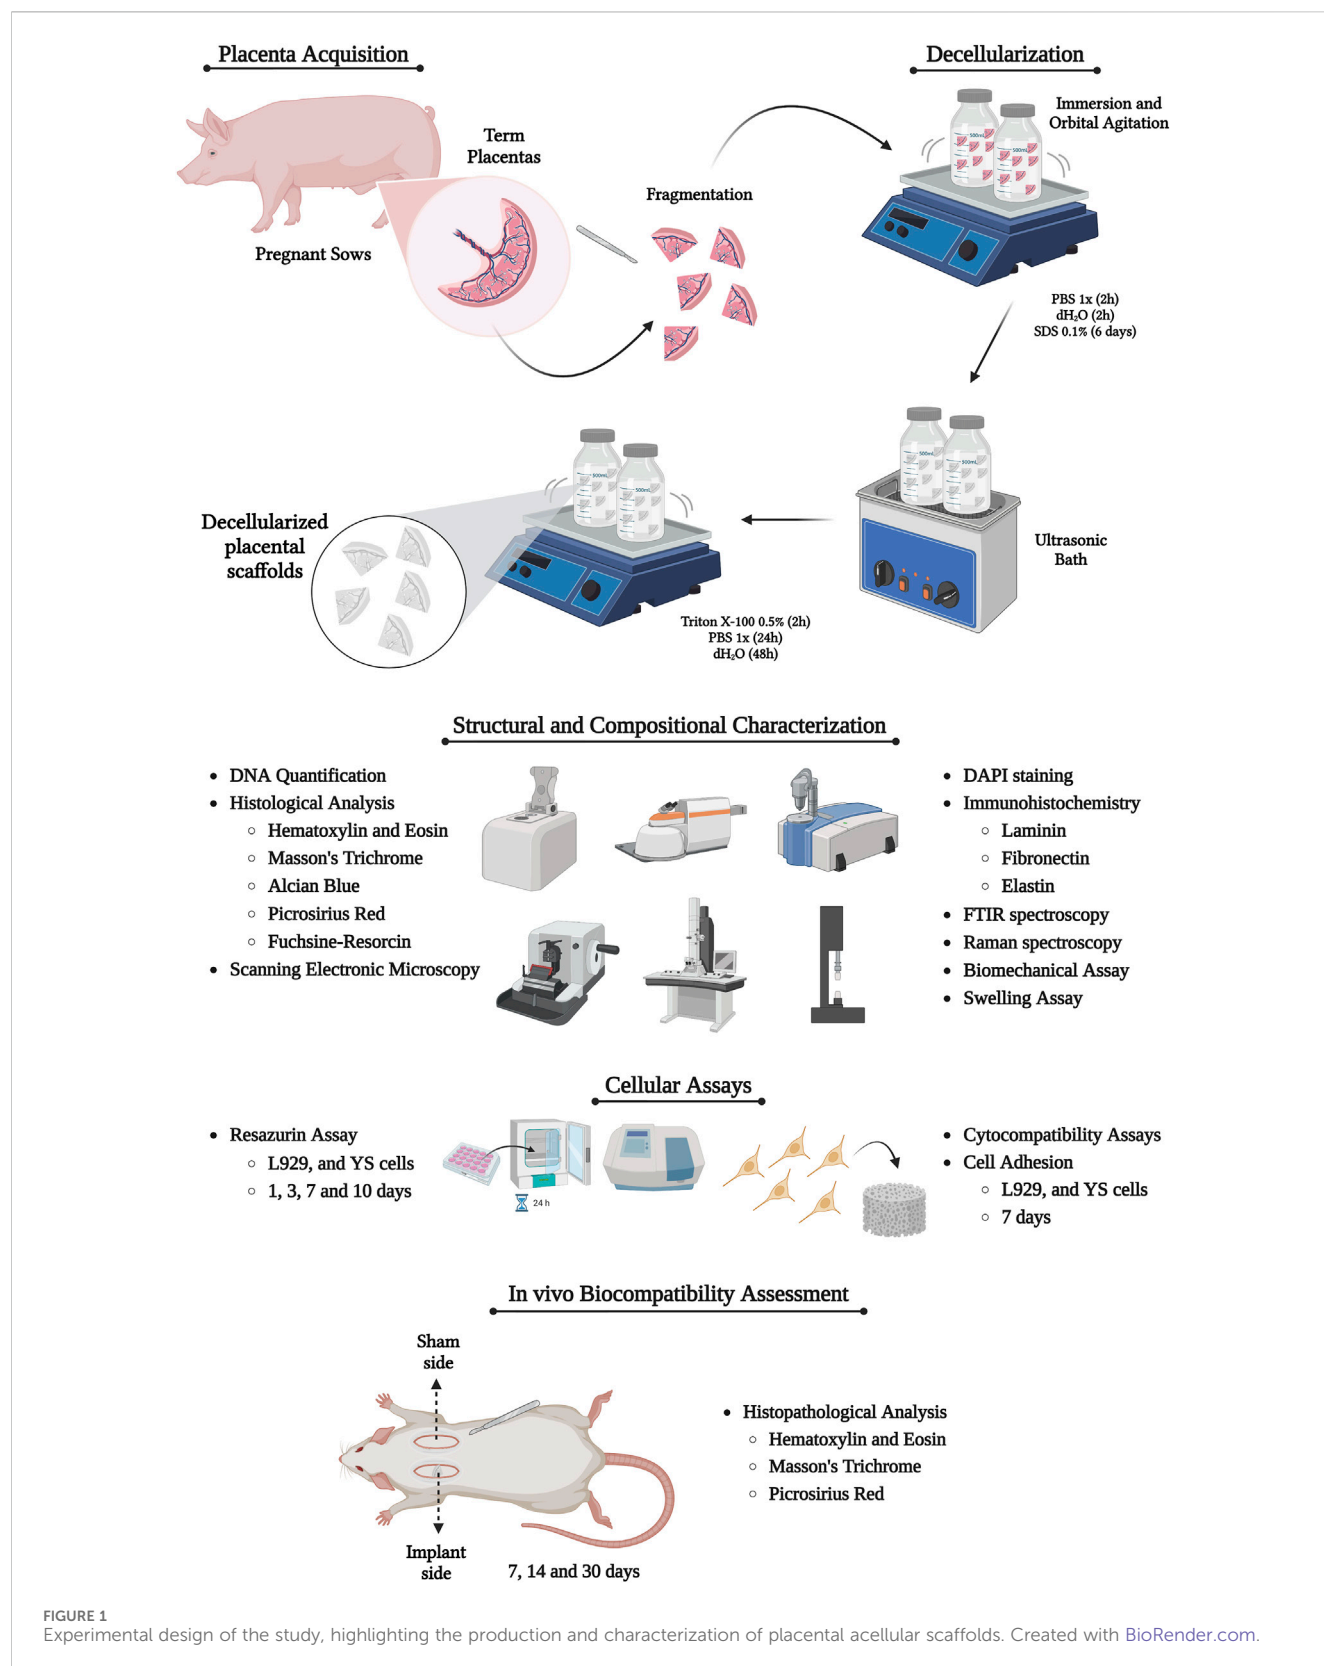 Placenta Acquisition
Pregnant Sows
Term
Placentas
Fragmentation
Decellularization
Immersion and
Orbital Agitation
500mL
500mL
PBS 1x (2h)
dH₂O (2h)
SDS 0.1% (6 days)
500mL
500mL
Ultrasonic
Bath
500mL
500mL
Triton X-100 0.5% (2h)
PBS 1x (24h)
dH₂O (48h)
Decellularized
placental
scaffolds
Structural and Compositional Characterization
• DNA Quantification
• Histological Analysis
○ Hematoxylin and Eosin
○ Masson's Trichrome
○ Alcian Blue
○ Picrosirius Red
○ Fuchsine-Resorcin
• Scanning Electronic Microscopy
• DAPI staining
• Immunohistochemistry
○ Laminin
○ Fibronectin
○ Elastin
• FTIR spectroscopy
• Raman spectroscopy
• Biomechanical Assay
• Swelling Assay
Cellular Assays
• Resazurin Assay
○ L929, and YS cells
○ 1, 3, 7 and 10 days
24 h
• Cytocompatibility Assays
• Cell Adhesion
○ L929, and YS cells
○ 7 days
In vivo Biocompatibility Assessment
Sham
side
Implant
side
7, 14 and 30 days
• Histopathological Analysis
○ Hematoxylin and Eosin
○ Masson's Trichrome
○ Picrosirius Red
FIGURE 1
Experimental design of the study, highlighting the production and characterization of placental acellular scaffolds. Created with BioRender.com.